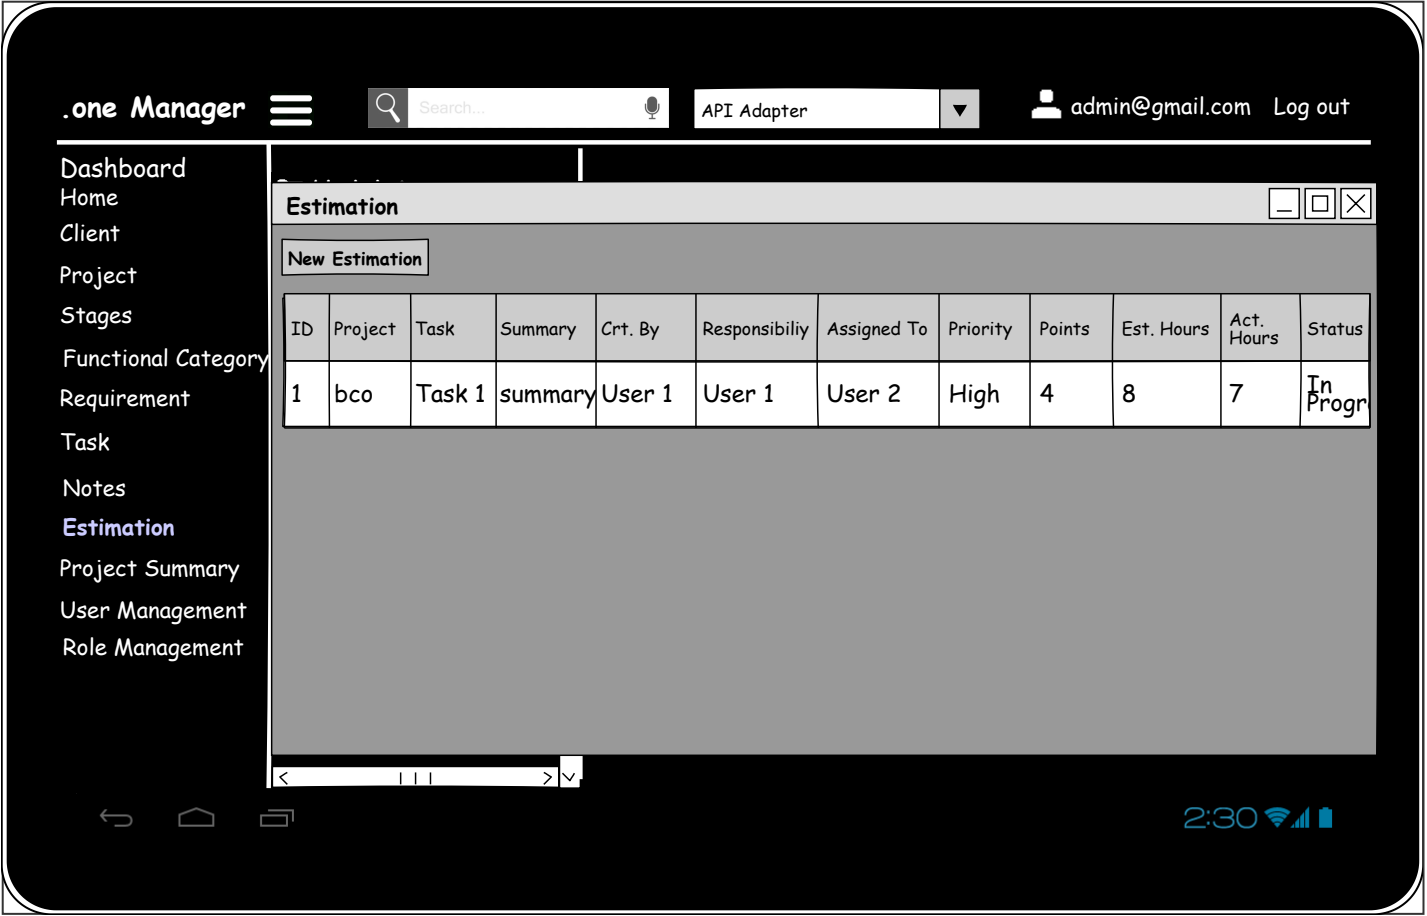 .one Manager
Search...
API Adapter
admin@gmail.com
Log out
Dashboard
Home
Client
Project
Stages
Functional Category
Requirement
Task
Notes
Estimation
Project Summary
User Management
Role Management
Estimation
New Estimation
ID Project Task Summary Crt. By Responsibiliy Assigned To Priority Points Est. Hours Act. Hours Status
1 bco Task 1 summary User 1 User 1 User 2 High 4 8 7 In
2:30